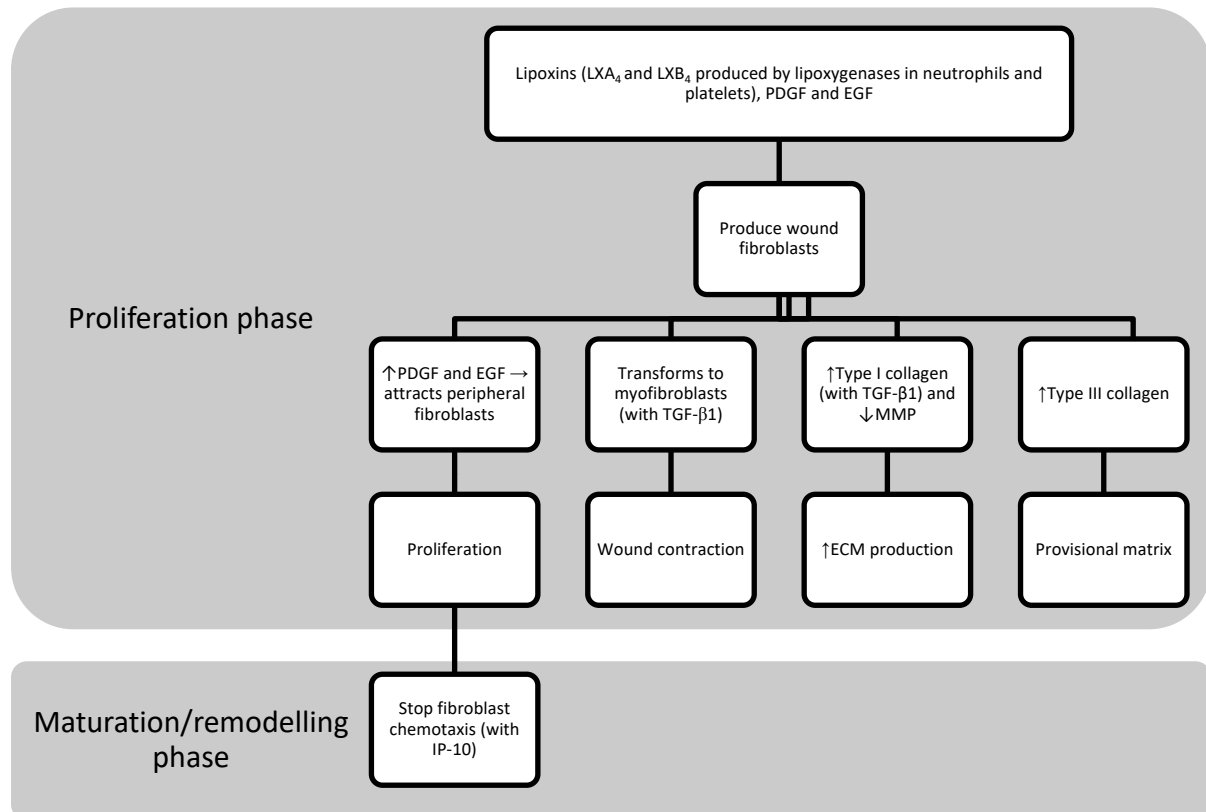 Lipoxins (LXA₄ and LXB₄ produced by lipoxygenases in neutrophils and
platelets), PDGF and EGF
Produce wound
fibroblasts
Proliferation phase
↑PDGF and EGF →
attracts peripheral
fibroblasts
Transforms to
myofibroblasts
(with TGF-β1)
↑Type I collagen
(with TGF-β1) and
↓MMP
↑Type III collagen
Proliferation
Wound contraction
↑ECM production
Provisional matrix
Maturation/remodelling
phase
Stop fibroblast
chemotaxis (with
IP-10)